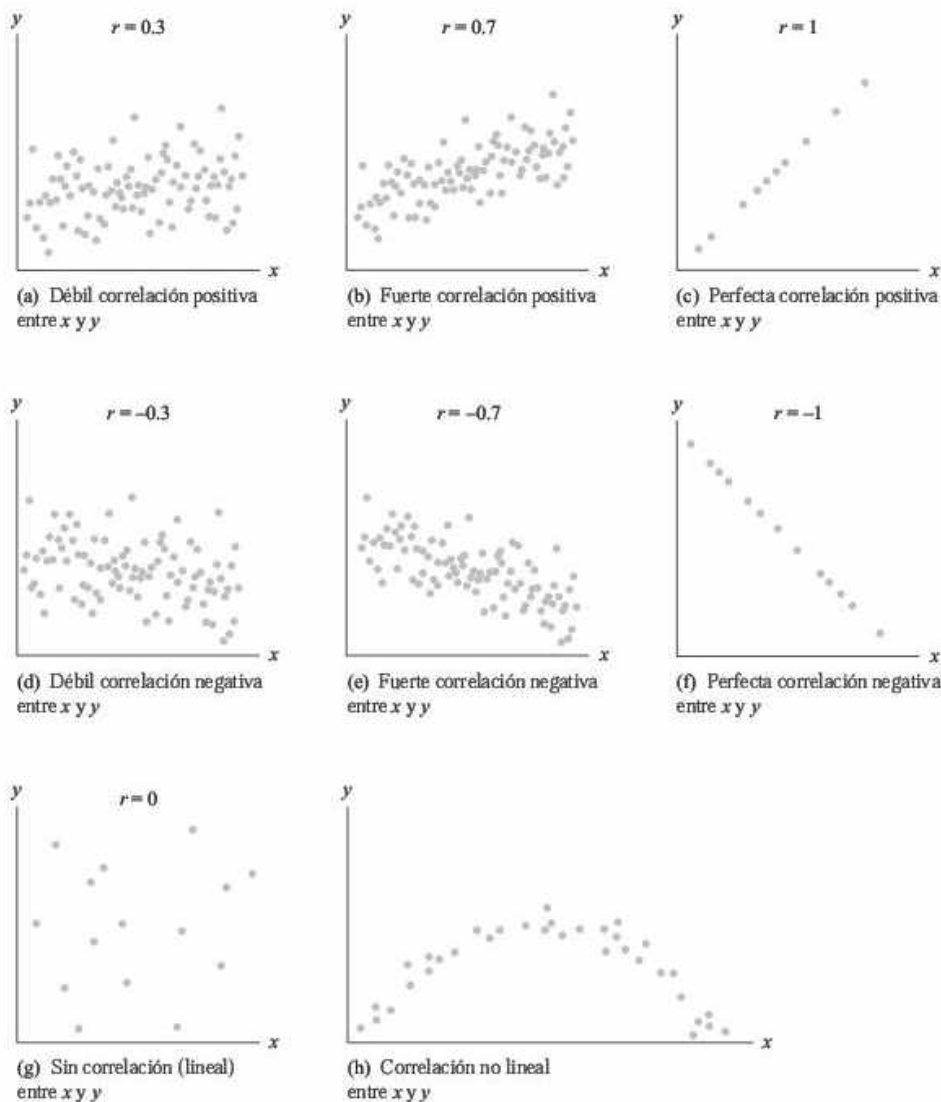 y
r = 0.3
x
(a) Débil correlación positiva
entre x y y
y
r = 0.7
x
(b) Fuerte correlación positiva
entre x y y
y
r = 1
x
(c) Perfecta correlación positiva
entre x y y
y
r = –0.3
x
(d) Débil correlación negativa
entre x y y
y
r = –0.7
x
(e) Fuerte correlación negativa
entre x y y
y
r = –1
x
(f) Perfecta correlación negativa
entre x y y
y
r = 0
x
(g) Sin correlación (lineal)
entre x y y
y
x
(h) Correlación no lineal
entre x y y